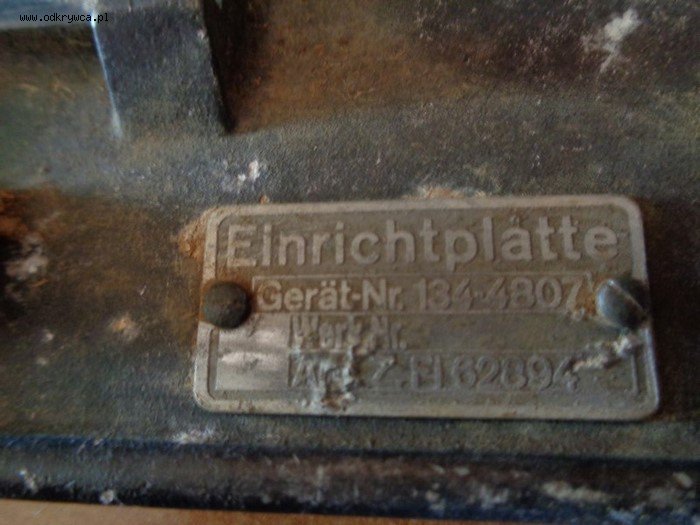 www.odkrywca.pl
Einrichtplatte
Gerät-Nr. 134-4807
Werk-Nr.
Fl 62894